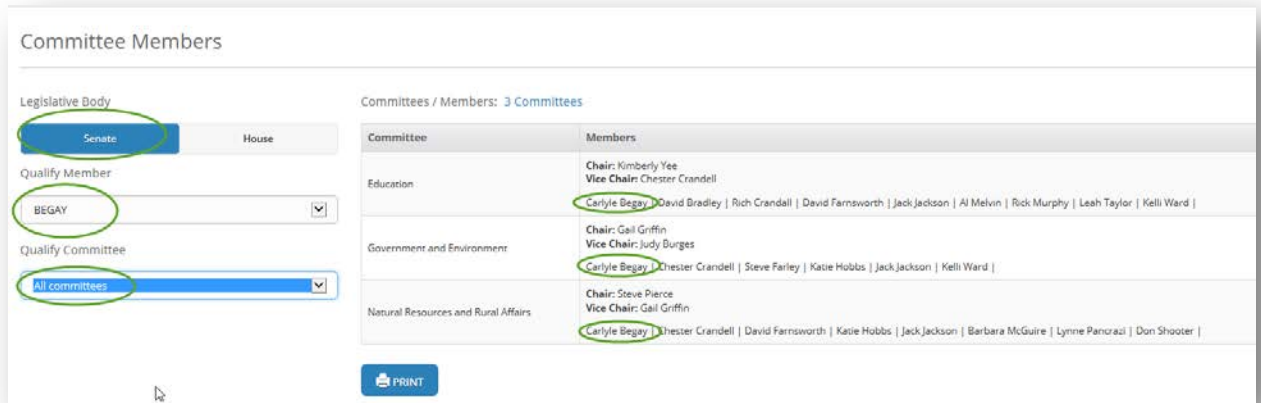 Committee Members
Legislative Body
Senate
House
Qualify Member
BEGAY
Qualify Committee
All committees
Committees / Members: 3 Committees
Committee
Members
Education
Chair: Kimberly Yee
Vice Chair: Chester Crandell
Carlyle Begay | David Bradley | Rich Crandall | David Farnsworth | Jack Jackson | Al Melvin | Rick Murphy | Leah Taylor | Kelli Ward |
Government and Environment
Chair: Gail Griffin
Vice Chair: Judy Burges
Carlyle Begay | Chester Crandell | Steve Farley | Katie Hobbs | Jack Jackson | Kelli Ward |
Natural Resources and Rural Affairs
Chair: Steve Pierce
Vice Chair: Gail Griffin
Carlyle Begay | Chester Crandell | David Farnsworth | Katie Hobbs | Jack Jackson | Barbara McGuire | Lynne Pancrazi | Don Shooter |
PRINT